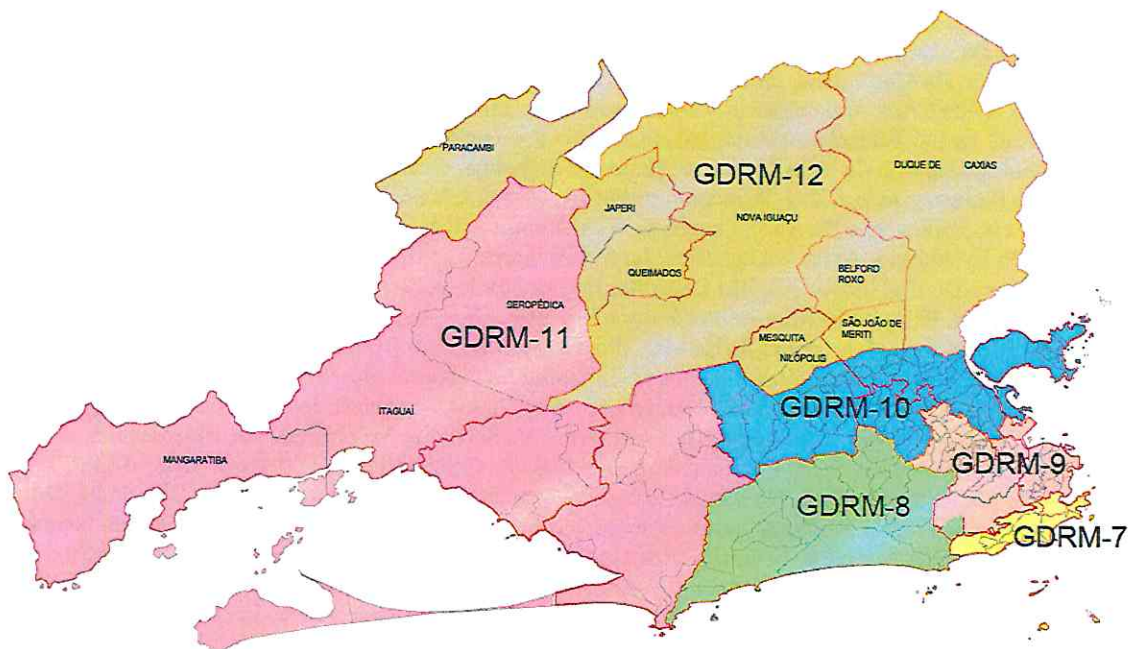 PARACAMBI
GDRM-12
DUQUE DE CAXIAS
JAPERI
NOVA IGUAÇU
QUEIMADOS
BELFORD
ROXO
SEROPÉDICA
GDRM-11
MESQUITA
SÃO JOÃO DE
MERITI
NILÓPOLIS
ITAGUAÍ
GDRM-10
MANGARATIBA
GDRM-9
GDRM-8
GDRM-7